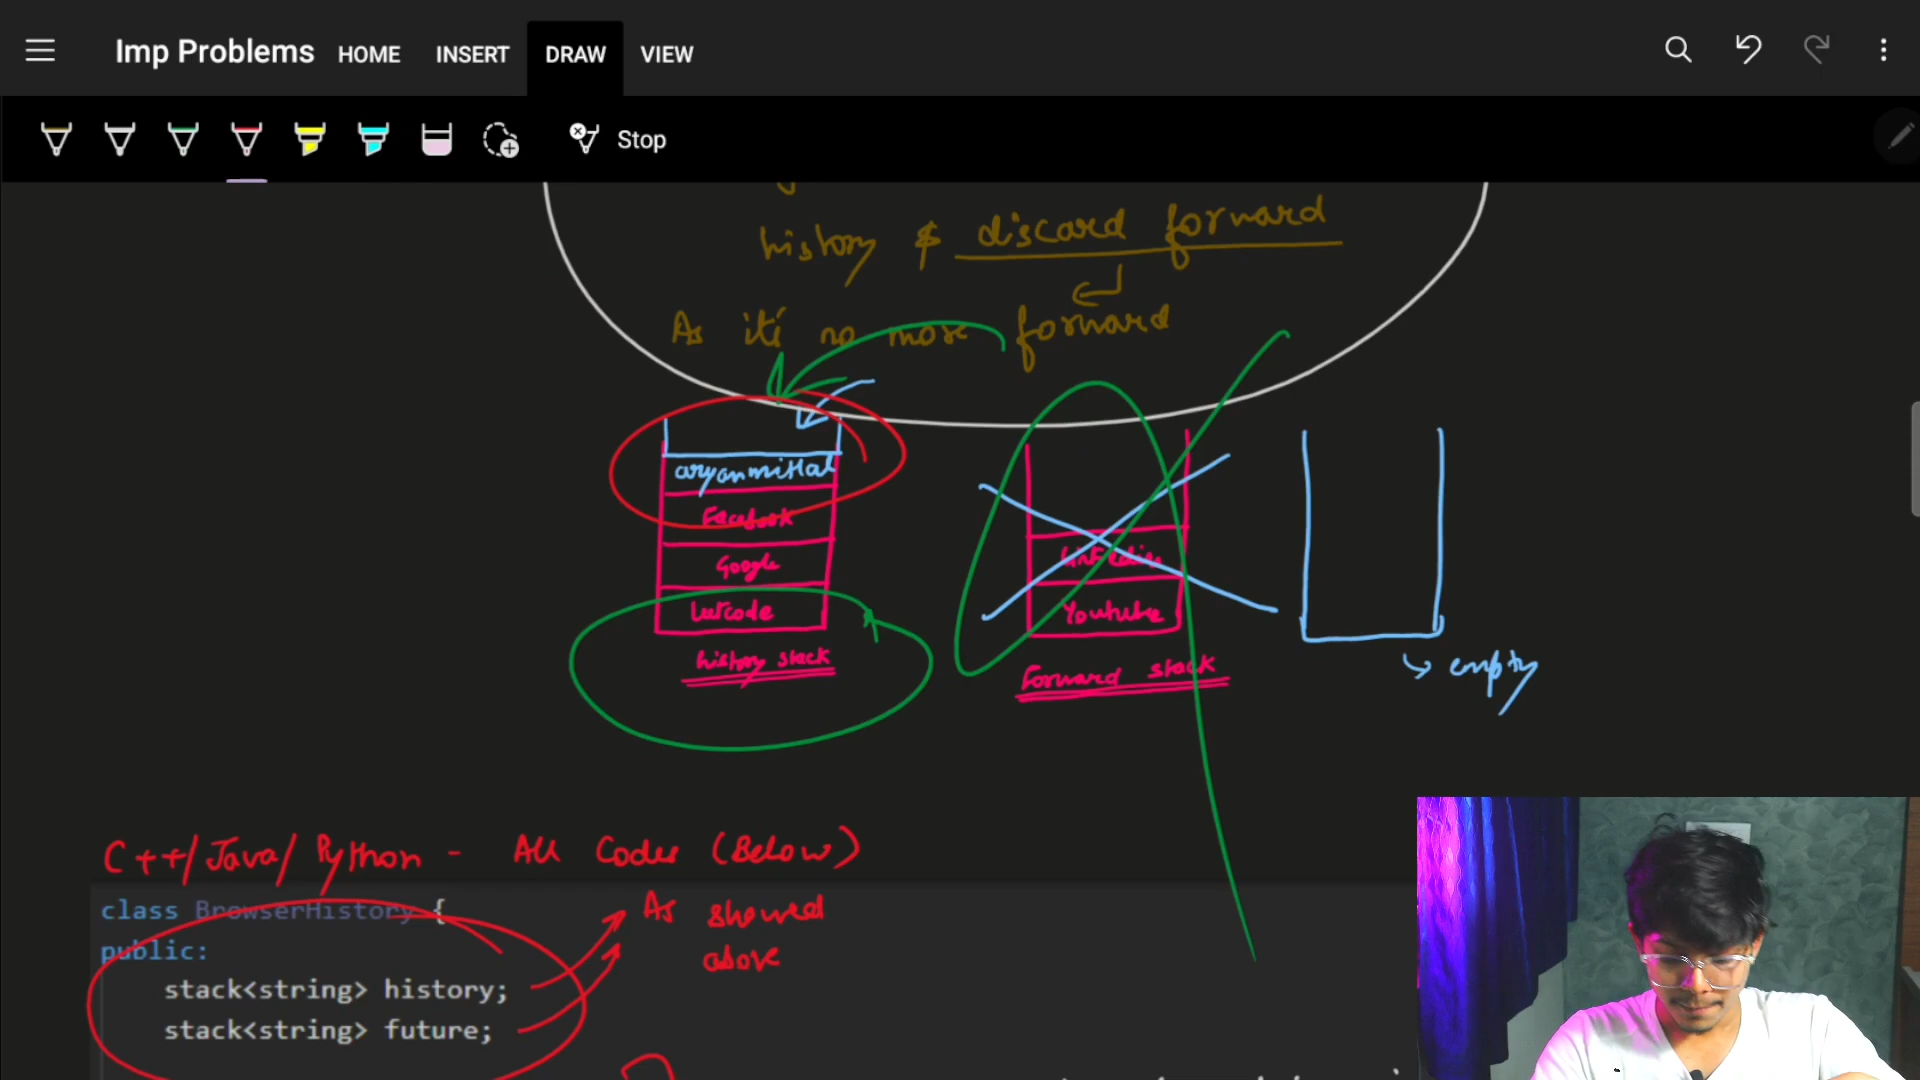 Imp Problems HOME INSERT DRAW VIEW
Stop
history & discard forward
As it's no more forward
aryanmittal
Facebook
Google
Leetcode
history stack
LinkedIn
Youtube
Forward stack
empty
C++/Java/Python - All Codes (Below)
class BrowserHistory {
public:
stack<string> history;
stack<string> future;
As showed
above